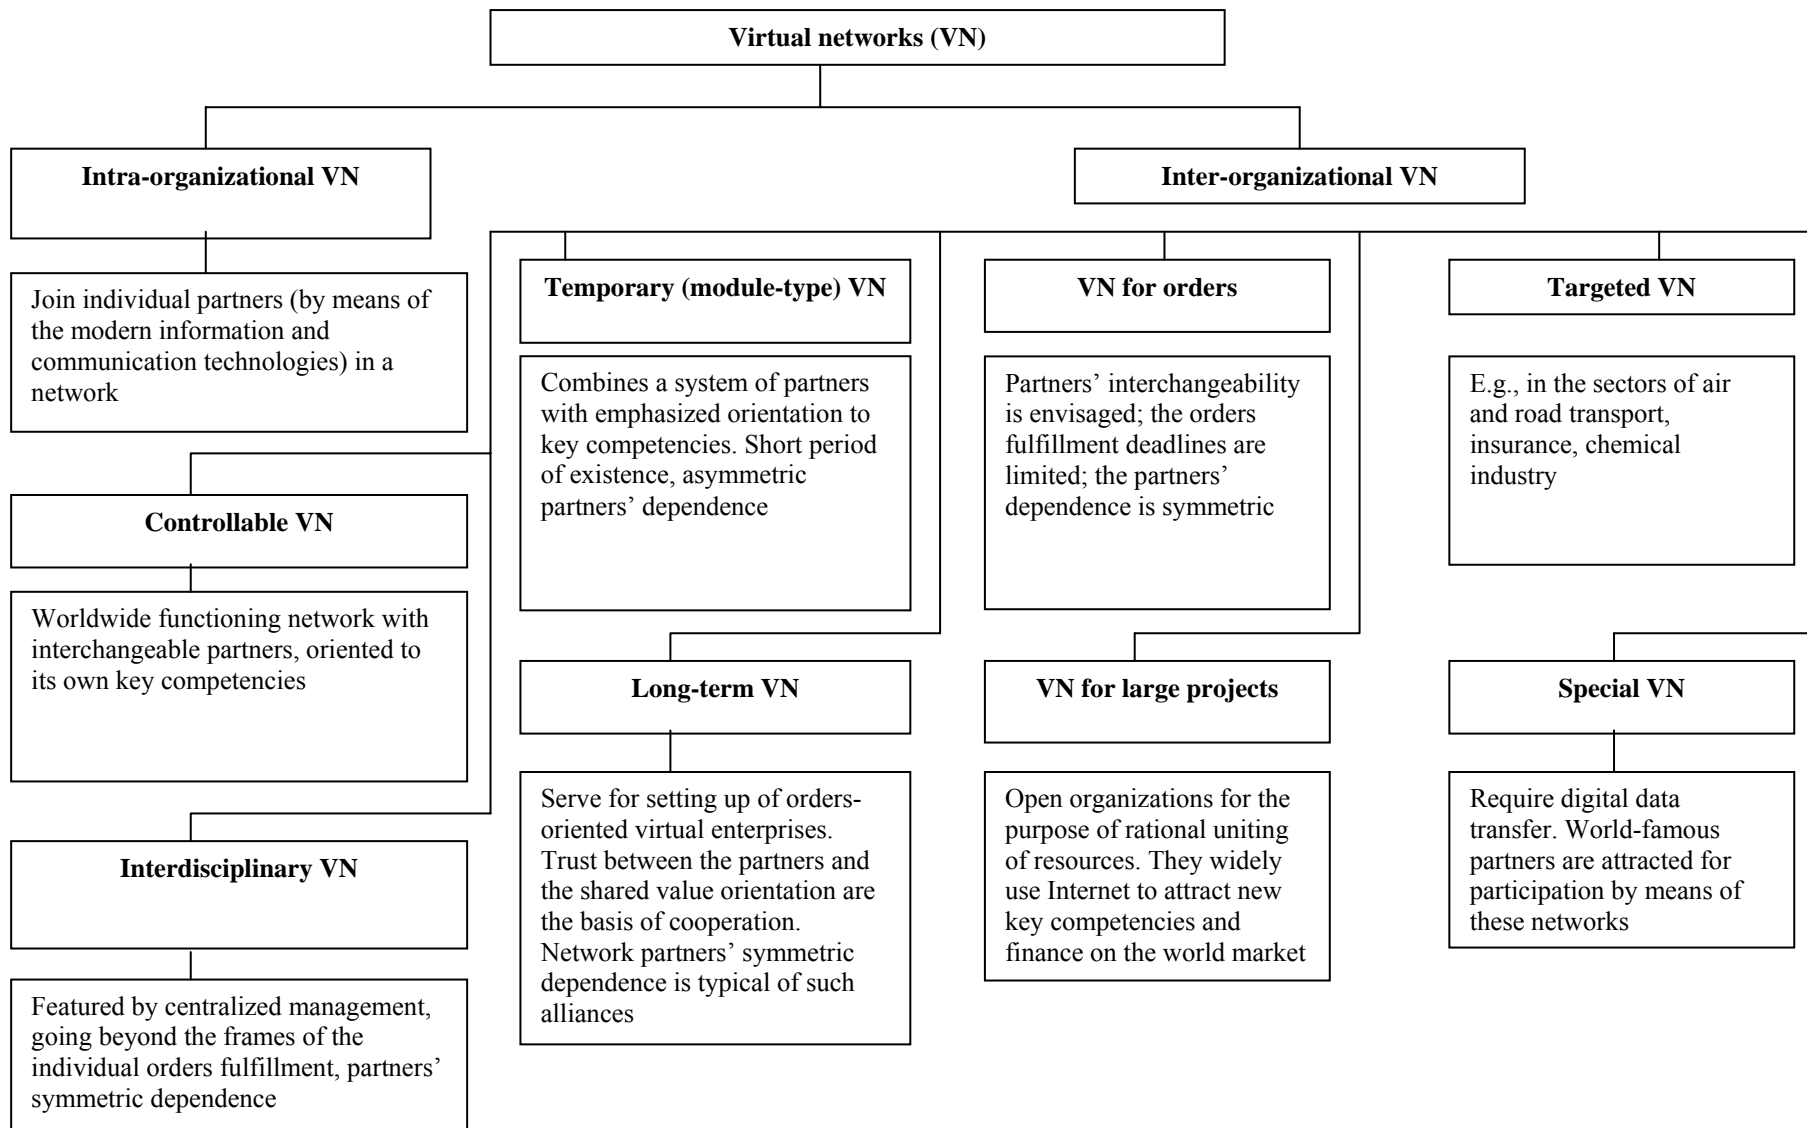 Virtual networks (VN)
Intra-organizational VN
Inter-organizational VN
Join individual partners (by means of
the modern information and
communication technologies) in a
network
Temporary (module-type) VN
VN for orders
Targeted VN
Combines a system of partners
with emphasized orientation to
key competencies. Short period
of existence, asymmetric
partners’ dependence
Partners’ interchangeability
is envisaged; the orders
fulfillment deadlines are
limited; the partners’
dependence is symmetric
E.g., in the sectors of air
and road transport,
insurance, chemical
industry
Controllable VN
Worldwide functioning network with
interchangeable partners, oriented to
its own key competencies
Long-term VN
VN for large projects
Special VN
Serve for setting up of orders-
oriented virtual enterprises.
Trust between the partners and
the shared value orientation are
the basis of cooperation.
Network partners’ symmetric
dependence is typical of such
alliances
Open organizations for the
purpose of rational uniting
of resources. They widely
use Internet to attract new
key competencies and
finance on the world market
Require digital data
transfer. World-famous
partners are attracted for
participation by means of
these networks
Interdisciplinary VN
Featured by centralized management,
going beyond the frames of the
individual orders fulfillment, partners’
symmetric dependence